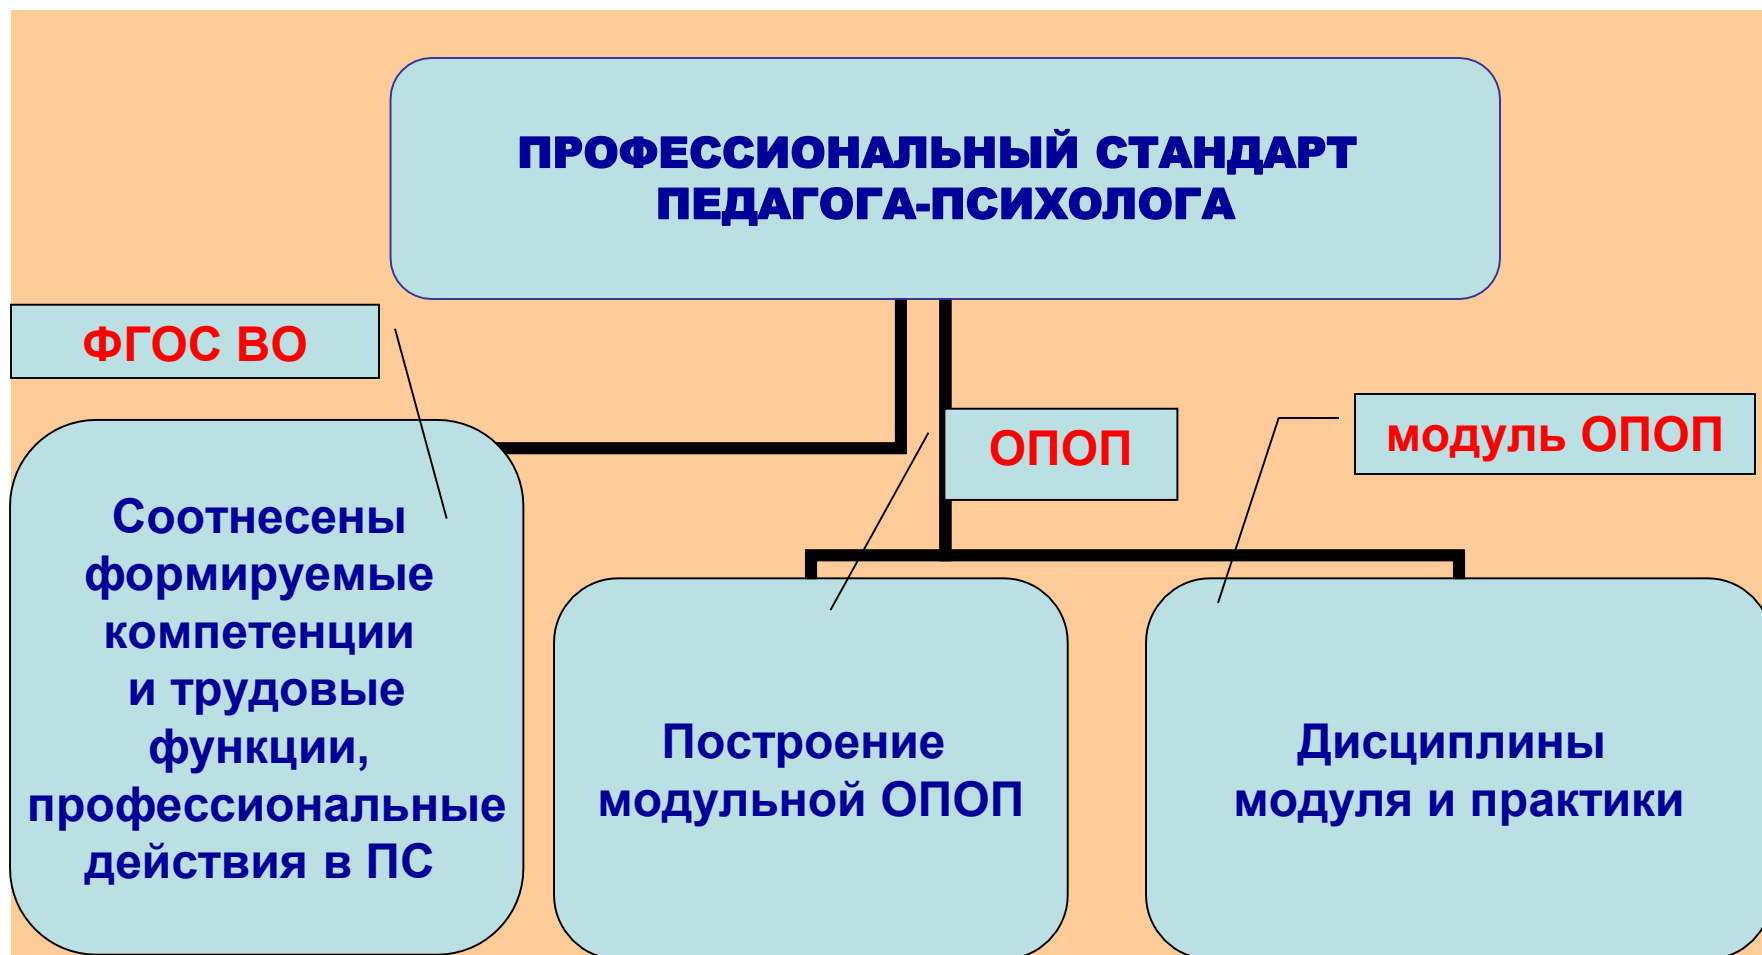 ПРОФЕССИОНАЛЬНЫЙ СТАНДАРТ
ПЕДАГОГА-ПСИХОЛОГА
ФГОС ВО
ОПОП
модуль ОПОП
Соотнесены
формируемые
компетенции
и трудовые
функции,
профессиональные
действия в ПС
Построение
модульной ОПОП
Дисциплины
модуля и практики